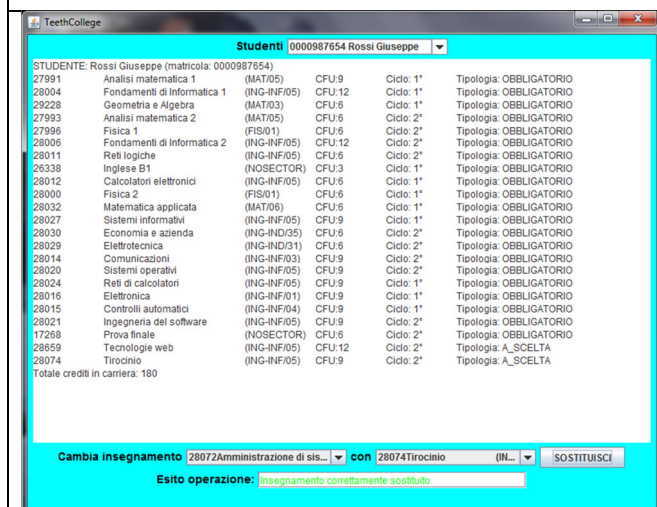 TeethCollege
Studenti 0000987654 Rossi Giuseppe
STUDENTE: Rossi Giuseppe (matricola: 0000987654)
27991 Analisi matematica 1 (MAT/05) CFU:9 Ciclo: 1° Tipologia: OBBLIGATORIO
28004 Fondamenti di Informatica 1 (ING-INF/05) CFU:12 Ciclo: 1° Tipologia: OBBLIGATORIO
29228 Geometria e Algebra (MAT/03) CFU:6 Ciclo: 1° Tipologia: OBBLIGATORIO
27993 Analisi matematica 2 (MAT/05) CFU:6 Ciclo: 2° Tipologia: OBBLIGATORIO
27996 Fisica 1 (FIS/01) CFU:6 Ciclo: 2° Tipologia: OBBLIGATORIO
28006 Fondamenti di Informatica 2 (ING-INF/05) CFU:12 Ciclo: 2° Tipologia: OBBLIGATORIO
28011 Reti logiche (ING-INF/05) CFU:6 Ciclo: 2° Tipologia: OBBLIGATORIO
26338 Inglese B1 (NOSECTOR) CFU:3 Ciclo: 1° Tipologia: OBBLIGATORIO
28012 Calcolatori elettronici (ING-INF/05) CFU:6 Ciclo: 1° Tipologia: OBBLIGATORIO
28000 Fisica 2 (FIS/01) CFU:6 Ciclo: 1° Tipologia: OBBLIGATORIO
28032 Matematica applicata (MAT/06) CFU:6 Ciclo: 1° Tipologia: OBBLIGATORIO
28027 Sistemi informativi (ING-INF/05) CFU:9 Ciclo: 1° Tipologia: OBBLIGATORIO
28030 Economia e azienda (ING-IND/35) CFU:6 Ciclo: 2° Tipologia: OBBLIGATORIO
28029 Elettrotecnica (ING-IND/31) CFU:6 Ciclo: 2° Tipologia: OBBLIGATORIO
28014 Comunicazioni (ING-INF/03) CFU:9 Ciclo: 2° Tipologia: OBBLIGATORIO
28020 Sistemi operativi (ING-INF/05) CFU:9 Ciclo: 2° Tipologia: OBBLIGATORIO
28024 Reti di calcolatori (ING-INF/05) CFU:9 Ciclo: 1° Tipologia: OBBLIGATORIO
28016 Elettronica (ING-INF/01) CFU:9 Ciclo: 1° Tipologia: OBBLIGATORIO
28015 Controlli automatici (ING-INF/04) CFU:9 Ciclo: 1° Tipologia: OBBLIGATORIO
28021 Ingegneria del software (ING-INF/05) CFU:9 Ciclo: 2° Tipologia: OBBLIGATORIO
17268 Prova finale (NOSECTOR) CFU:6 Ciclo: 2° Tipologia: OBBLIGATORIO
28659 Tecnologie web (ING-INF/05) CFU:12 Ciclo: 2° Tipologia: A_SCELTA
28074 Tirocinio (ING-INF/05) CFU:9 Ciclo: 2° Tipologia: A_SCELTA
Totale crediti in carriera: 180
Cambia insegnamento 28072Amministrazione di sis... con 28074Tirocinio (IN... SOSTITUISCI
Esito operazione: Insegnamento correttamente sostituito